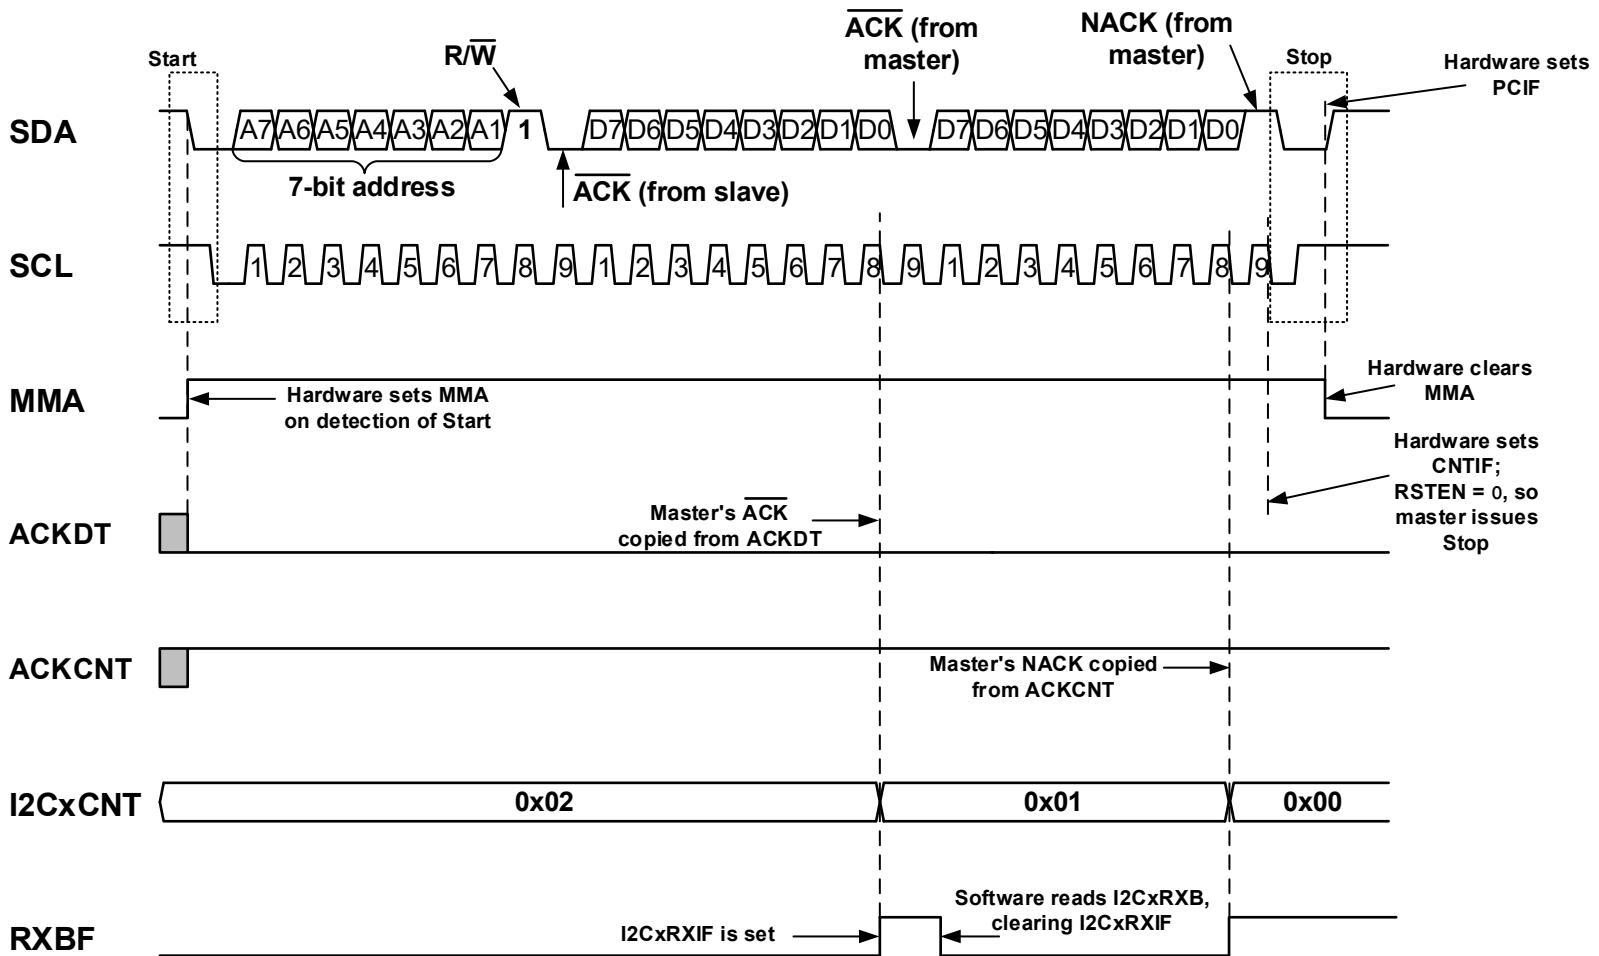 Start
R/W
ACK (from
master)
NACK (from
master)
Stop
Hardware sets
PCIF
SDA
A7 A6 A5 A4 A3 A2 A1 1 D7 D6 D5 D4 D3 D2 D1 D0 D7 D6 D5 D4 D3 D2 D1 D0
7-bit address
ACK (from slave)
SCL
1 2 3 4 5 6 7 8 9 1 2 3 4 5 6 7 8 9 1 2 3 4 5 6 7 8 9
MMA
Hardware sets MMA
on detection of Start
Hardware clears
MMA
Hardware sets
CNTIF;
RSTEN = 0, so
master issues
Stop
ACKDT
Master's ACK
copied from ACKDT
ACKCNT
Master's NACK copied
from ACKCNT
I2CxCNT
0x02
0x01
0x00
RXBF
I2CxRXIF is set
Software reads I2CxRXB,
clearing I2CxRXIF